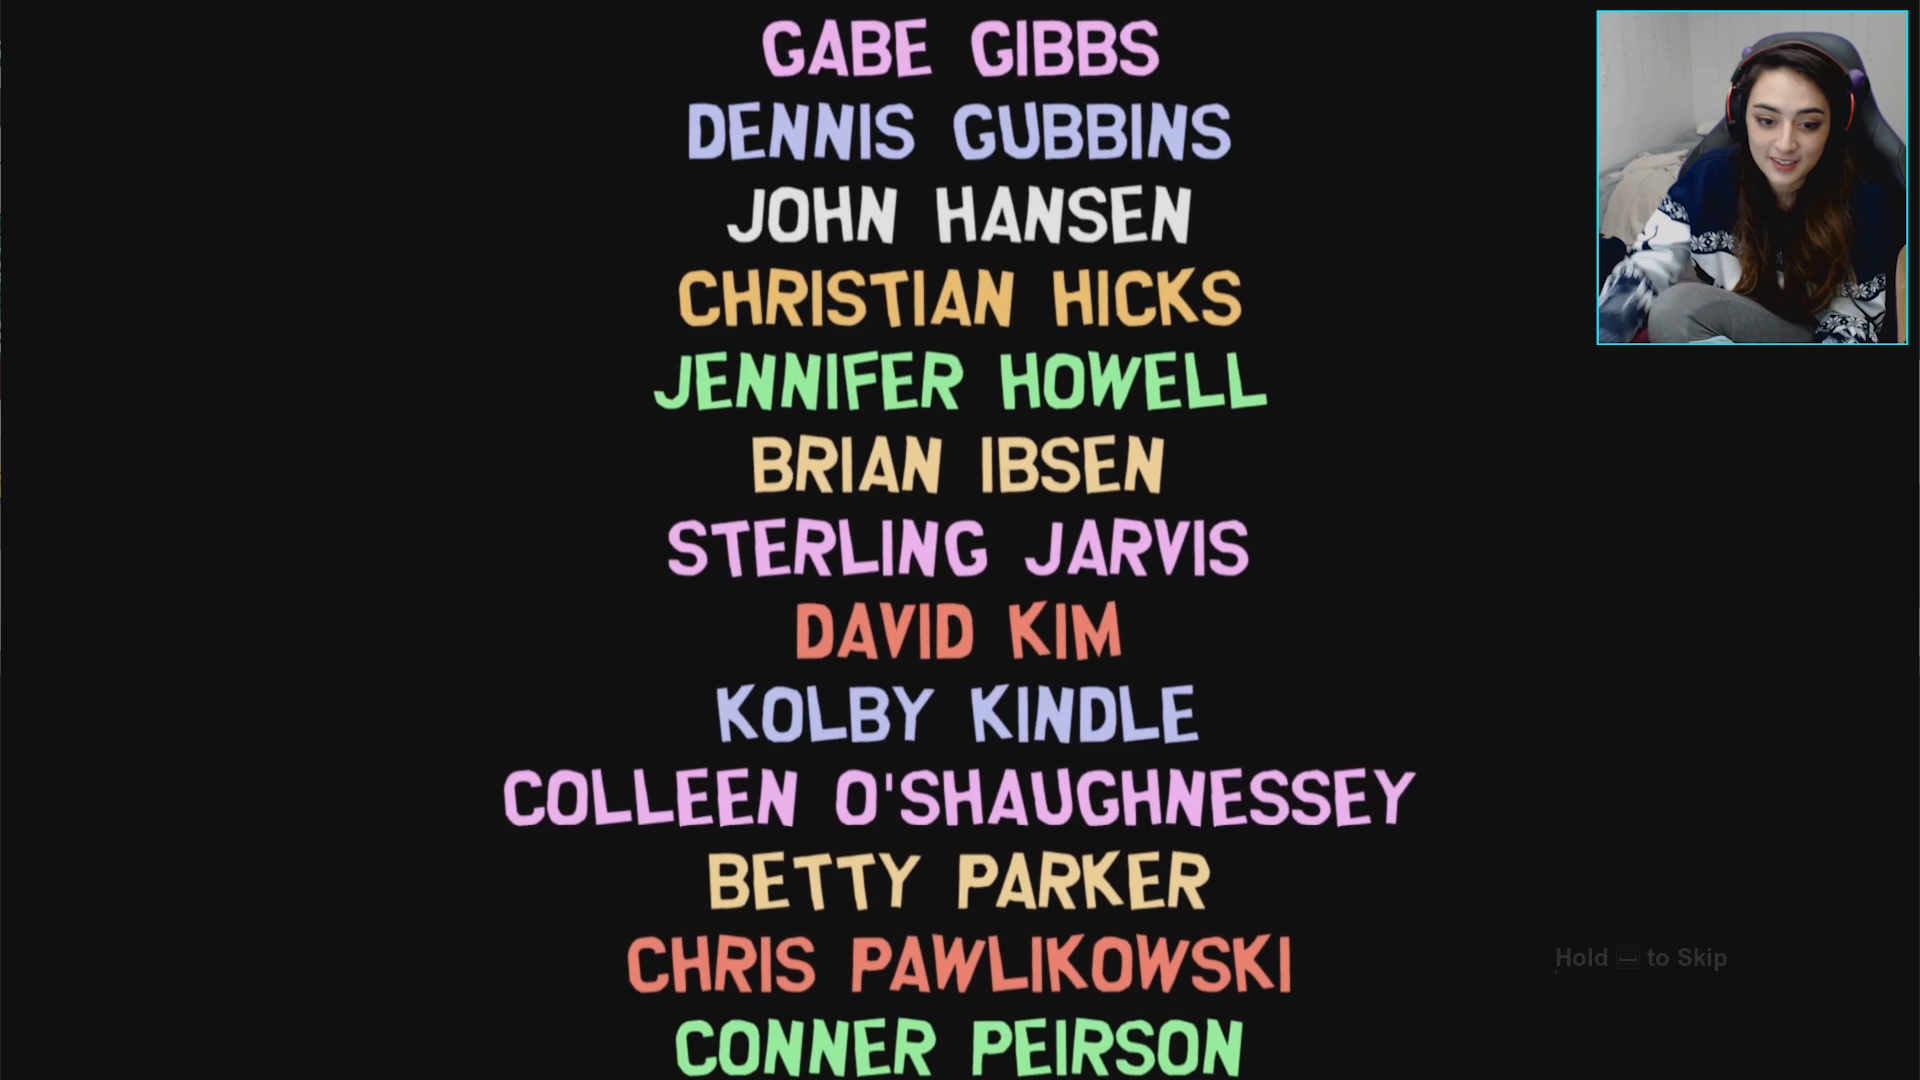 GABE GIBBS
DENNIS GUBBINS
JOHN HANSEN
CHRISTIAN HICKS
JENNIFER HOWELL
BRIAN IBSEN
STERLING JARVIS
DAVID KIM
KOLBY KINDLE
COLLEEN O'SHAUGHNESSEY
BETTY PARKER
CHRIS PAWLIKOWSKI
Hold to Skip
CONNER PEIRSON